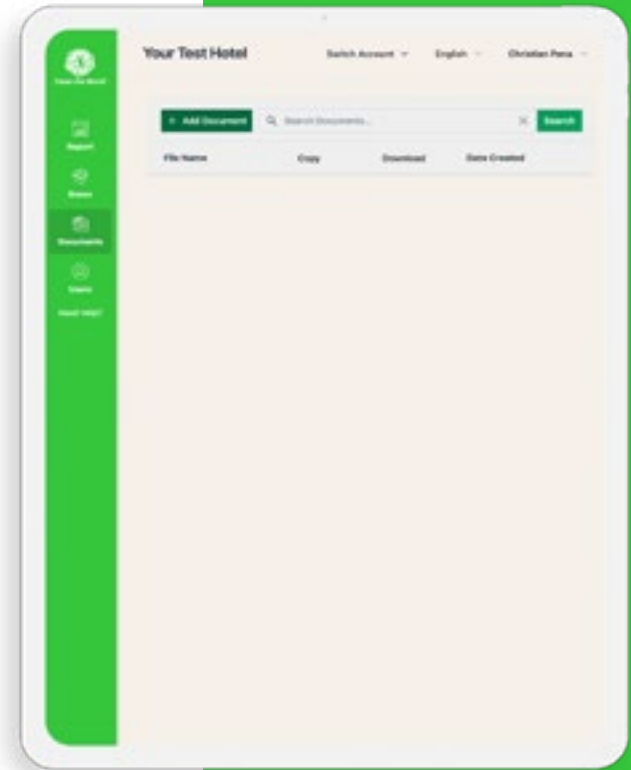 Your Test Hotel
Switch Account
English
Christian Pena
+ Add Document
Search Documents...
Search
File Name
Copy
Download
Date Created
Report
Documents
Users
Need Help?